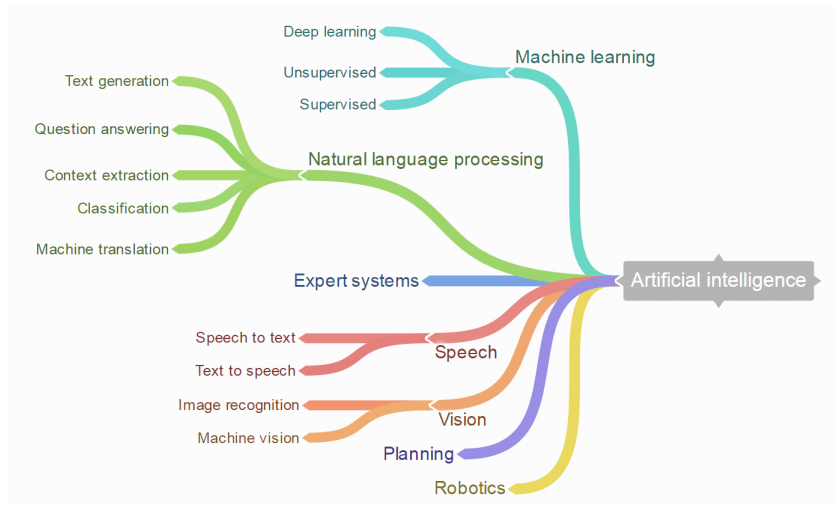 Deep learning
Machine learning
Unsupervised
Supervised
Text generation
Question answering
Natural language processing
Context extraction
Classification
Machine translation
Expert systems
Artificial intelligence
Speech to text
Speech
Text to speech
Image recognition
Vision
Machine vision
Planning
Robotics